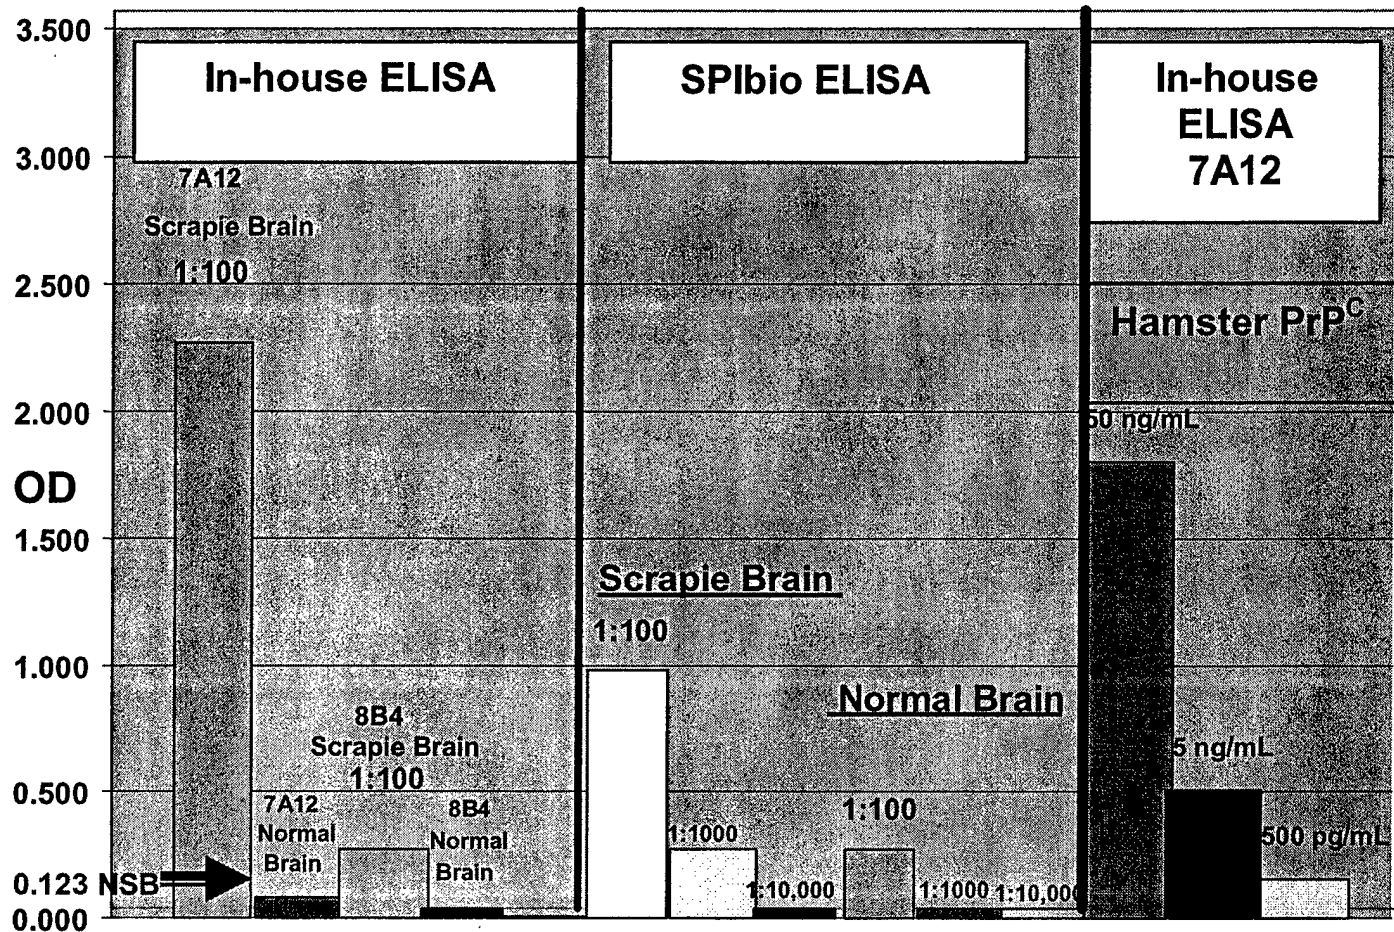 3.500
3.000
2.500
2.000
OD
1.500
1.000
0.500
0.123 NSB
0.000
In-house ELISA
7A12
Scrapie Brain
1:100
7A12
Normal
Brain
8B4
Scrapie Brain
1:100
8B4
Normal
Brain
SPIbio ELISA
Scrapie Brain
1:100
1:1000
1:10,000
Normal Brain
1:100
1:1000
1:10,000
In-house
ELISA
7A12
Hamster PrPC
50 ng/mL
5 ng/mL
500 pg/mL